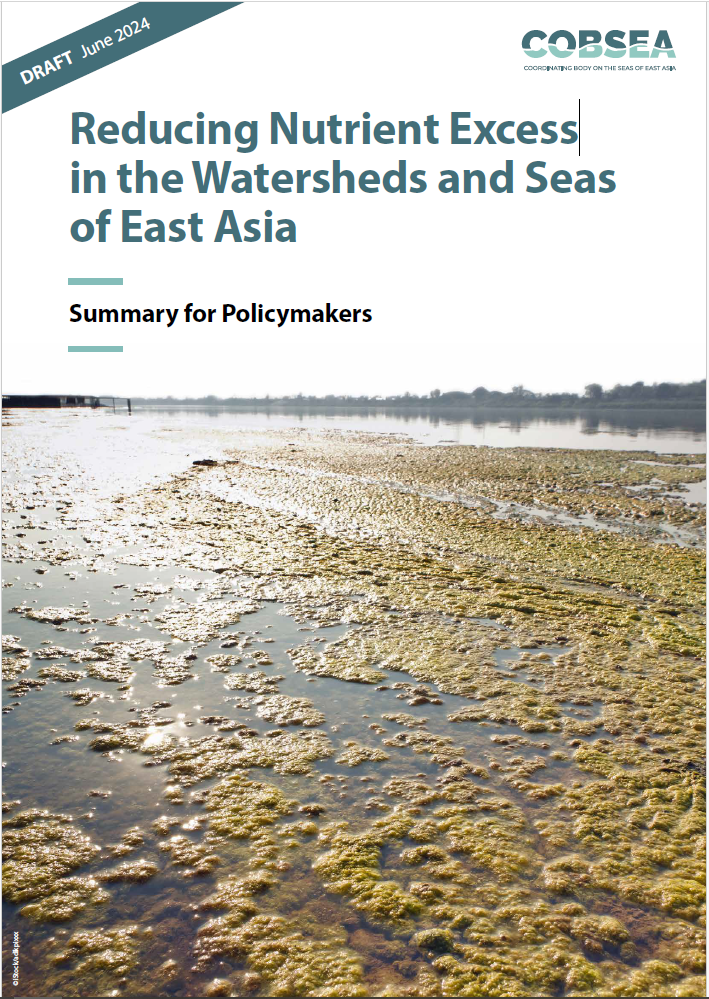 DRAFT June 2024
COBSEA
COORDINATING BODY ON THE SEAS OF EAST ASIA
Reducing Nutrient Excess
in the Watersheds and Seas
of East Asia
Summary for Policymakers